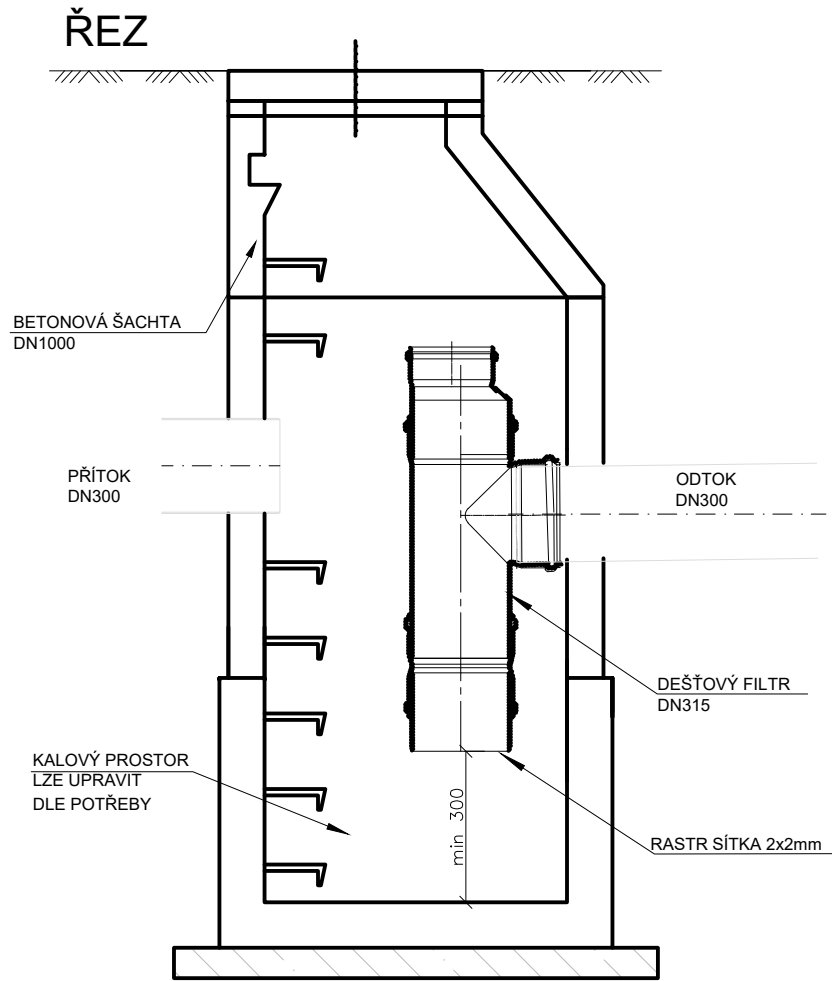 ŘEZ
BETONOVÁ ŠACHTA
DN1000
PŘÍTOK
DN300
ODTOK
DN300
DEŠŤOVÝ FILTR
DN315
KALOVÝ PROSTOR
LZE UPRAVIT
DLE POTŘEBY
min 300
RASTR SÍTKA 2x2mm